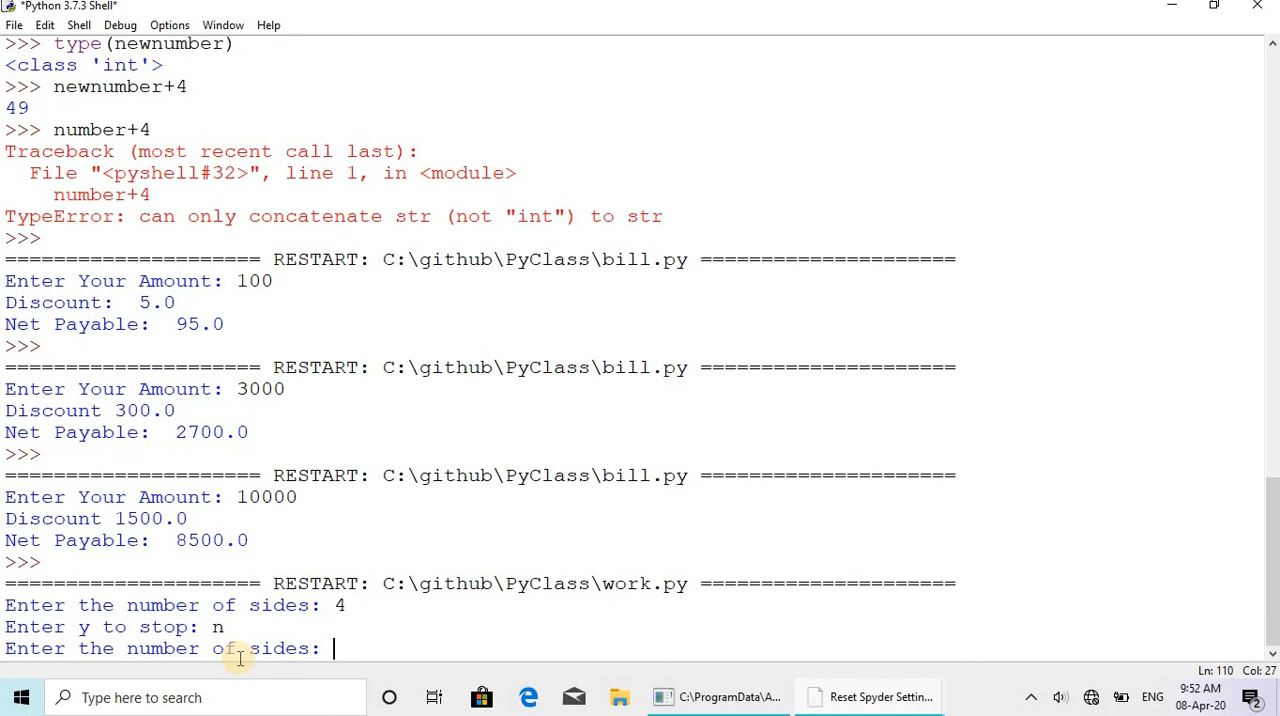 *Python 3.7.3 Shell*
File Edit Shell Debug Options Window Help
>>> type(newnumber)
<class 'int'>
>>> newnumber+4
49
>>> number+4
Traceback (most recent call last):
  File "<pyshell#32>", line 1, in <module>
    number+4
TypeError: can only concatenate str (not "int") to str
>>>
===================== RESTART: C:\github\PyClass\bill.py =====================
Enter Your Amount: 100
Discount:  5.0
Net Payable:  95.0
>>>
===================== RESTART: C:\github\PyClass\bill.py =====================
Enter Your Amount: 3000
Discount 300.0
Net Payable:  2700.0
>>>
===================== RESTART: C:\github\PyClass\bill.py =====================
Enter Your Amount: 10000
Discount 1500.0
Net Payable:  8500.0
>>>
===================== RESTART: C:\github\PyClass\work.py =====================
Enter the number of sides: 4
Enter y to stop: n
Enter the number of sides:
Ln: 110 Col: 27
Type here to search C:\ProgramData\A... Reset Spyder Settin... ENG 9:52 AM
08-Apr-20 2